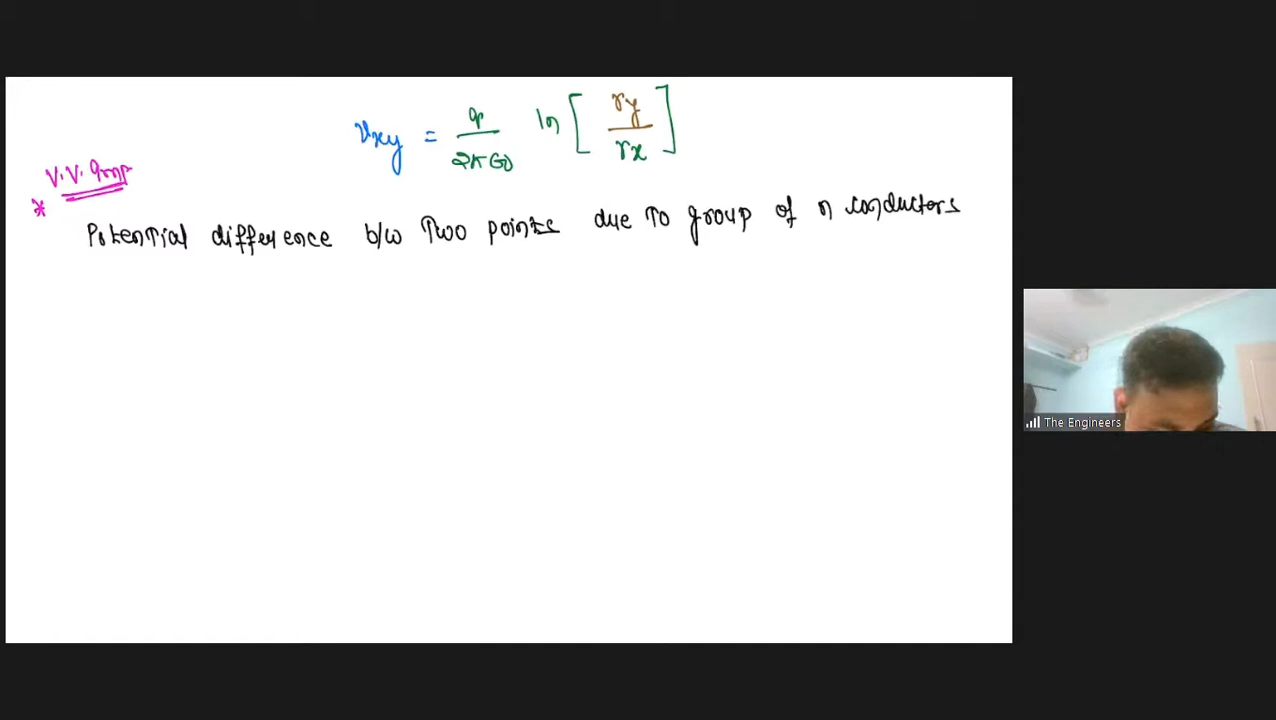 Vxy = q/2πϵ0 ln [ry/rx]
V.V. Imp
* Potential difference b/w Two points due To group of n conductors
The Engineers